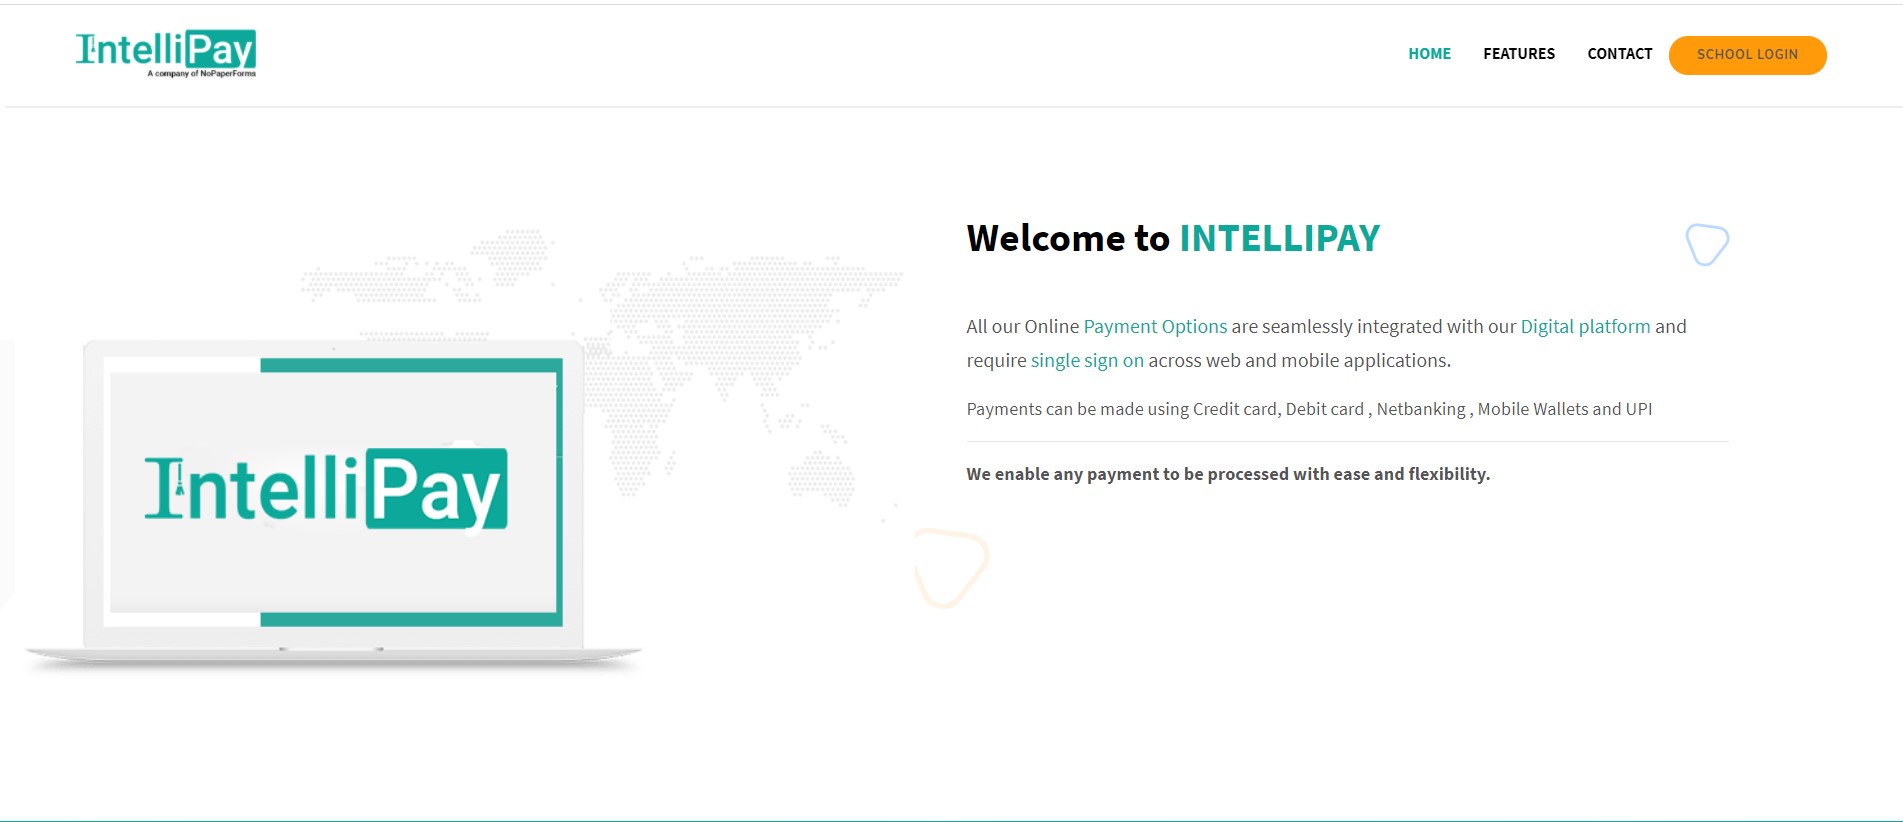 IntelliPay
A company of NoPaperForms
HOME FEATURES CONTACT SCHOOL LOGIN
Welcome to INTELLIPAY
All our Online Payment Options are seamlessly integrated with our Digital platform and
require single sign on across web and mobile applications.
Payments can be made using Credit card, Debit card , Netbanking , Mobile Wallets and UPI
We enable any payment to be processed with ease and flexibility.
IntelliPay